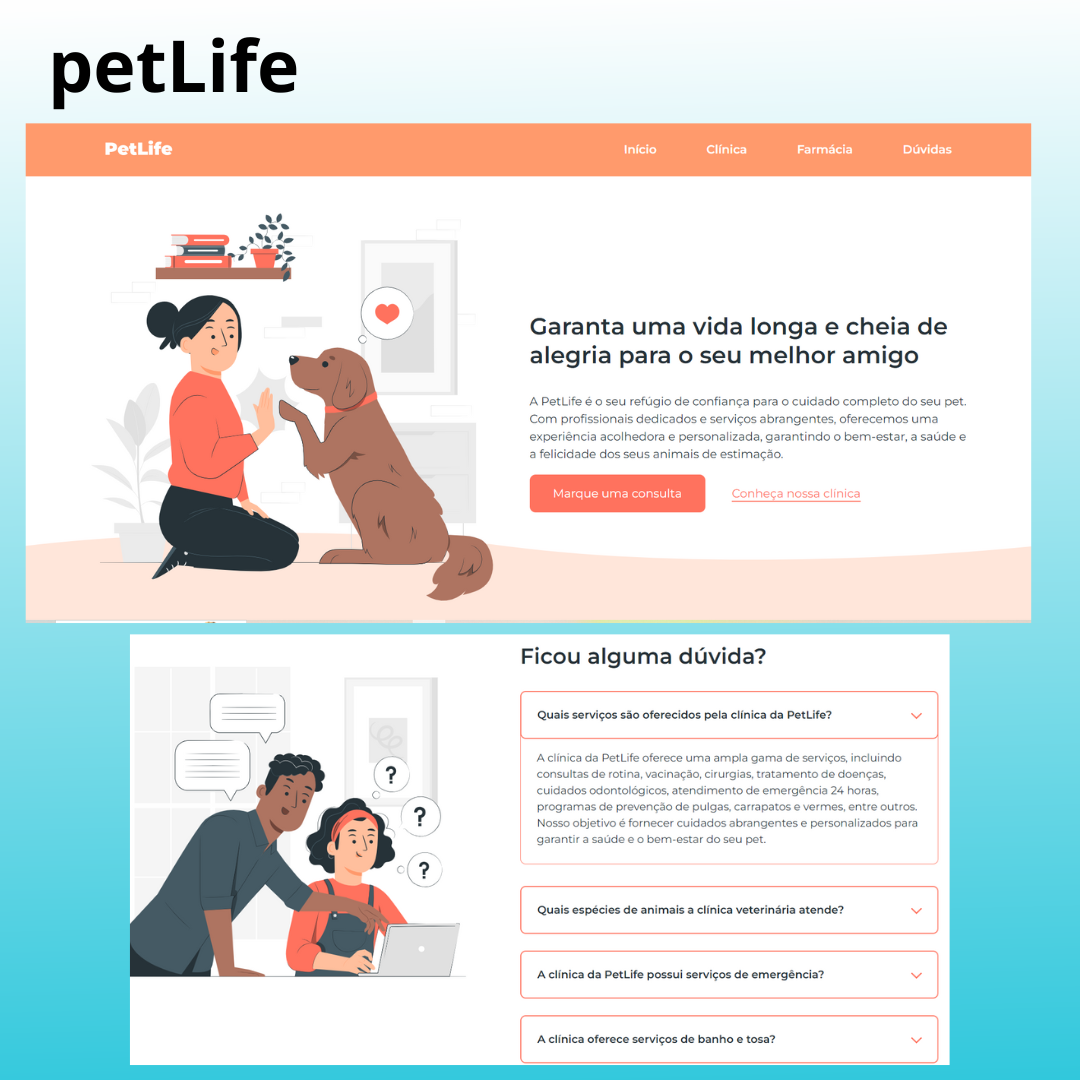 petLife
PetLife
Início
Clínica
Farmácia
Dúvidas
Garanta uma vida longa e cheia de
alegria para o seu melhor amigo
A PetLife é o seu refúgio de confiança para o cuidado completo do seu pet.
Com profissionais dedicados e serviços abrangentes, oferecemos uma
experiência acolhedora e personalizada, garantindo o bem-estar, a saúde e
a felicidade dos seus animais de estimação.
Marque uma consulta
Conheça nossa clínica
Ficou alguma dúvida?
Quais serviços são oferecidos pela clínica da PetLife?
A clínica da PetLife oferece uma ampla gama de serviços, incluindo
consultas de rotina, vacinação, cirurgias, tratamento de doenças,
cuidados odontológicos, atendimento de emergência 24 horas,
programas de prevenção de pulgas, carrapatos e vermes, entre outros.
Nosso objetivo é fornecer cuidados abrangentes e personalizados para
garantir a saúde e o bem-estar do seu pet.
Quais espécies de animais a clínica veterinária atende?
A clínica da PetLife possui serviços de emergência?
A clínica oferece serviços de banho e tosa?
?
?
?